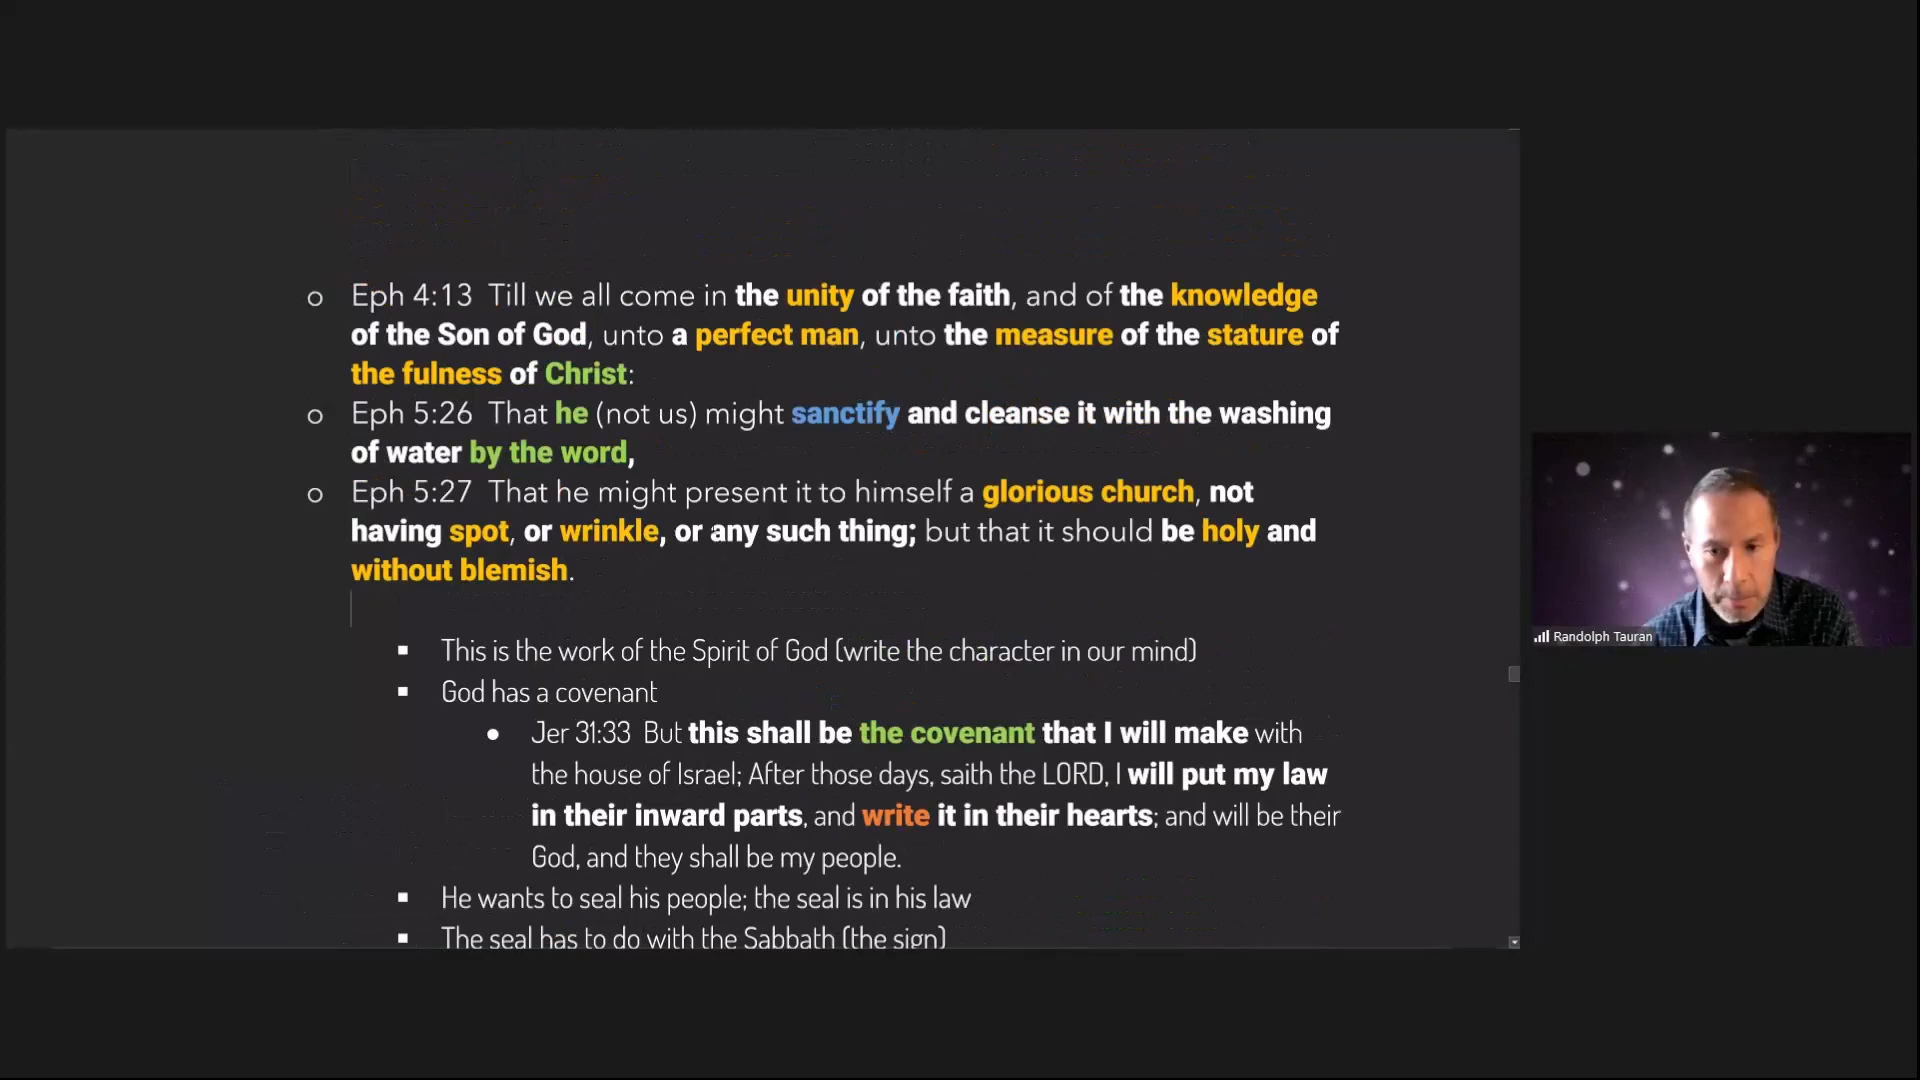 o Eph 4:13 Till we all come in the unity of the faith, and of the knowledge
of the Son of God, unto a perfect man, unto the measure of the stature of
the fulness of Christ:
o Eph 5:26 That he (not us) might sanctify and cleanse it with the washing
of water by the word,
o Eph 5:27 That he might present it to himself a glorious church, not
having spot, or wrinkle, or any such thing; but that it should be holy and
without blemish.
▪ This is the work of the Spirit of God (write the character in our mind)
▪ God has a covenant
• Jer 31:33 But this shall be the covenant that I will make with
the house of Israel; After those days, saith the LORD, I will put my law
in their inward parts, and write it in their hearts; and will be their
God, and they shall be my people.
▪ He wants to seal his people; the seal is in his law
▪ The seal has to do with the Sabbath (the sign)
Randolph Tauran